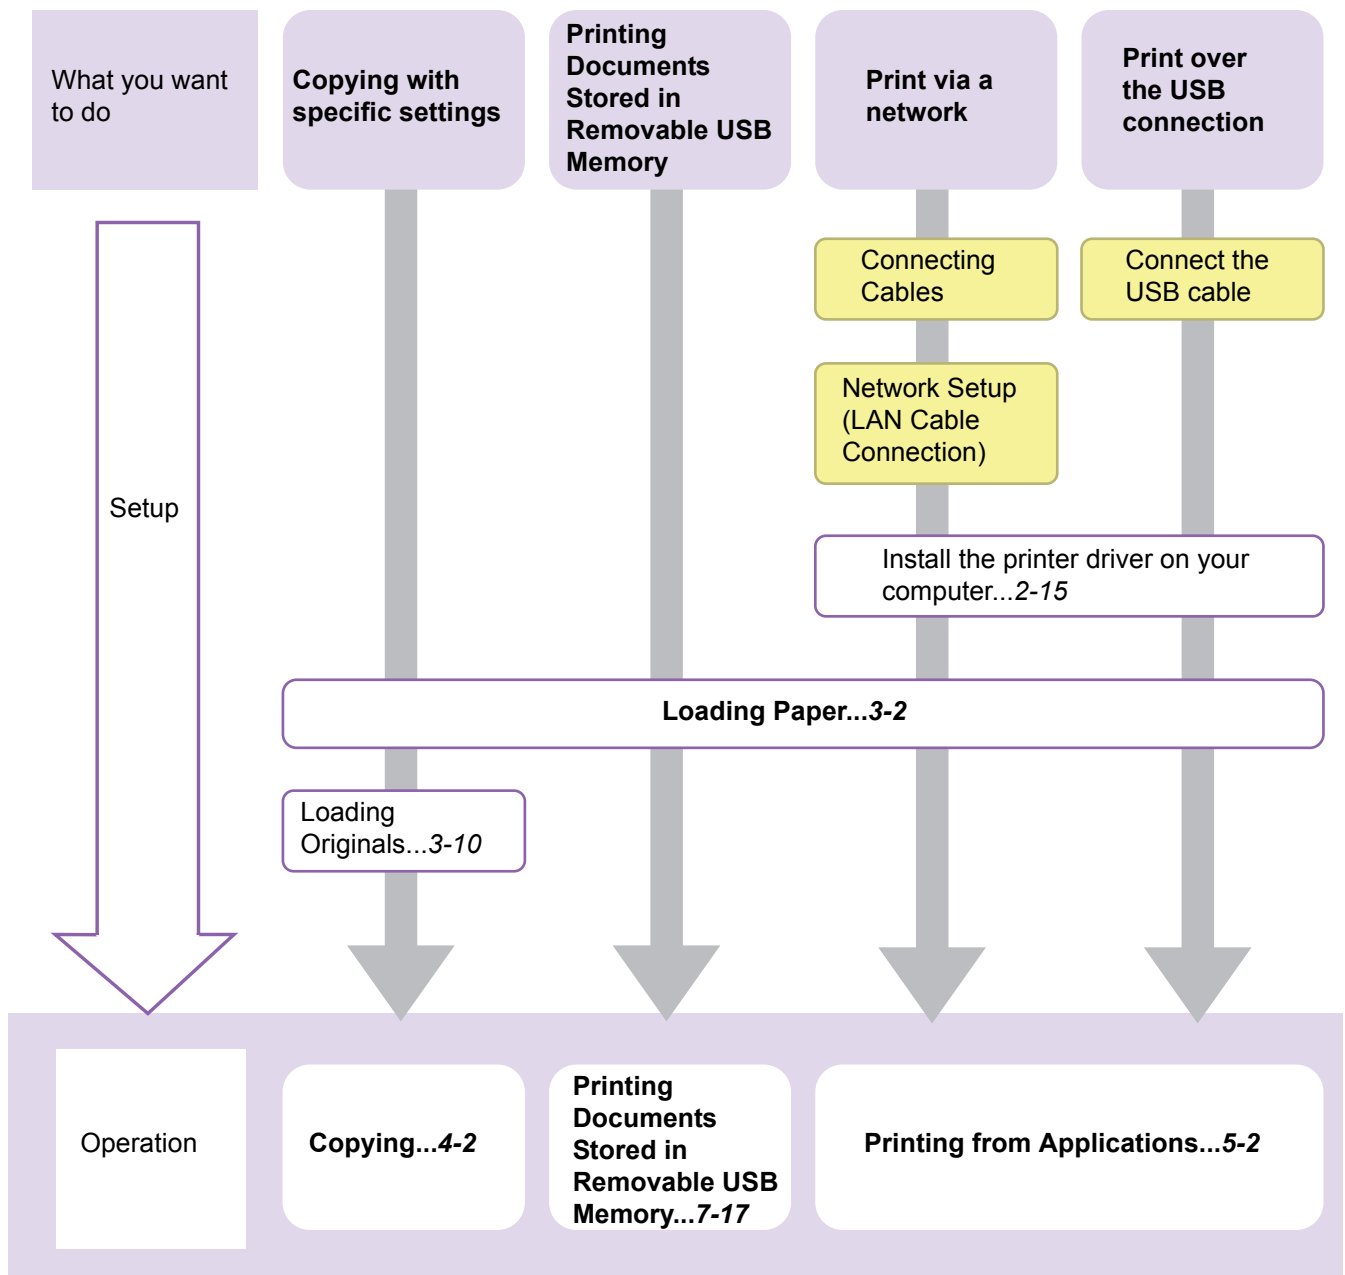 What you want
to do
Copying with
specific settings
Printing
Documents
Stored in
Removable USB
Memory
Print via a
network
Print over
the USB
connection
Connecting
Cables
Connect the
USB cable
Network Setup
(LAN Cable
Connection)
Setup
Install the printer driver on your
computer...2-15
Loading Paper...3-2
Loading
Originals...3-10
Operation
Copying...4-2
Printing
Documents
Stored in
Removable USB
Memory...7-17
Printing from Applications...5-2